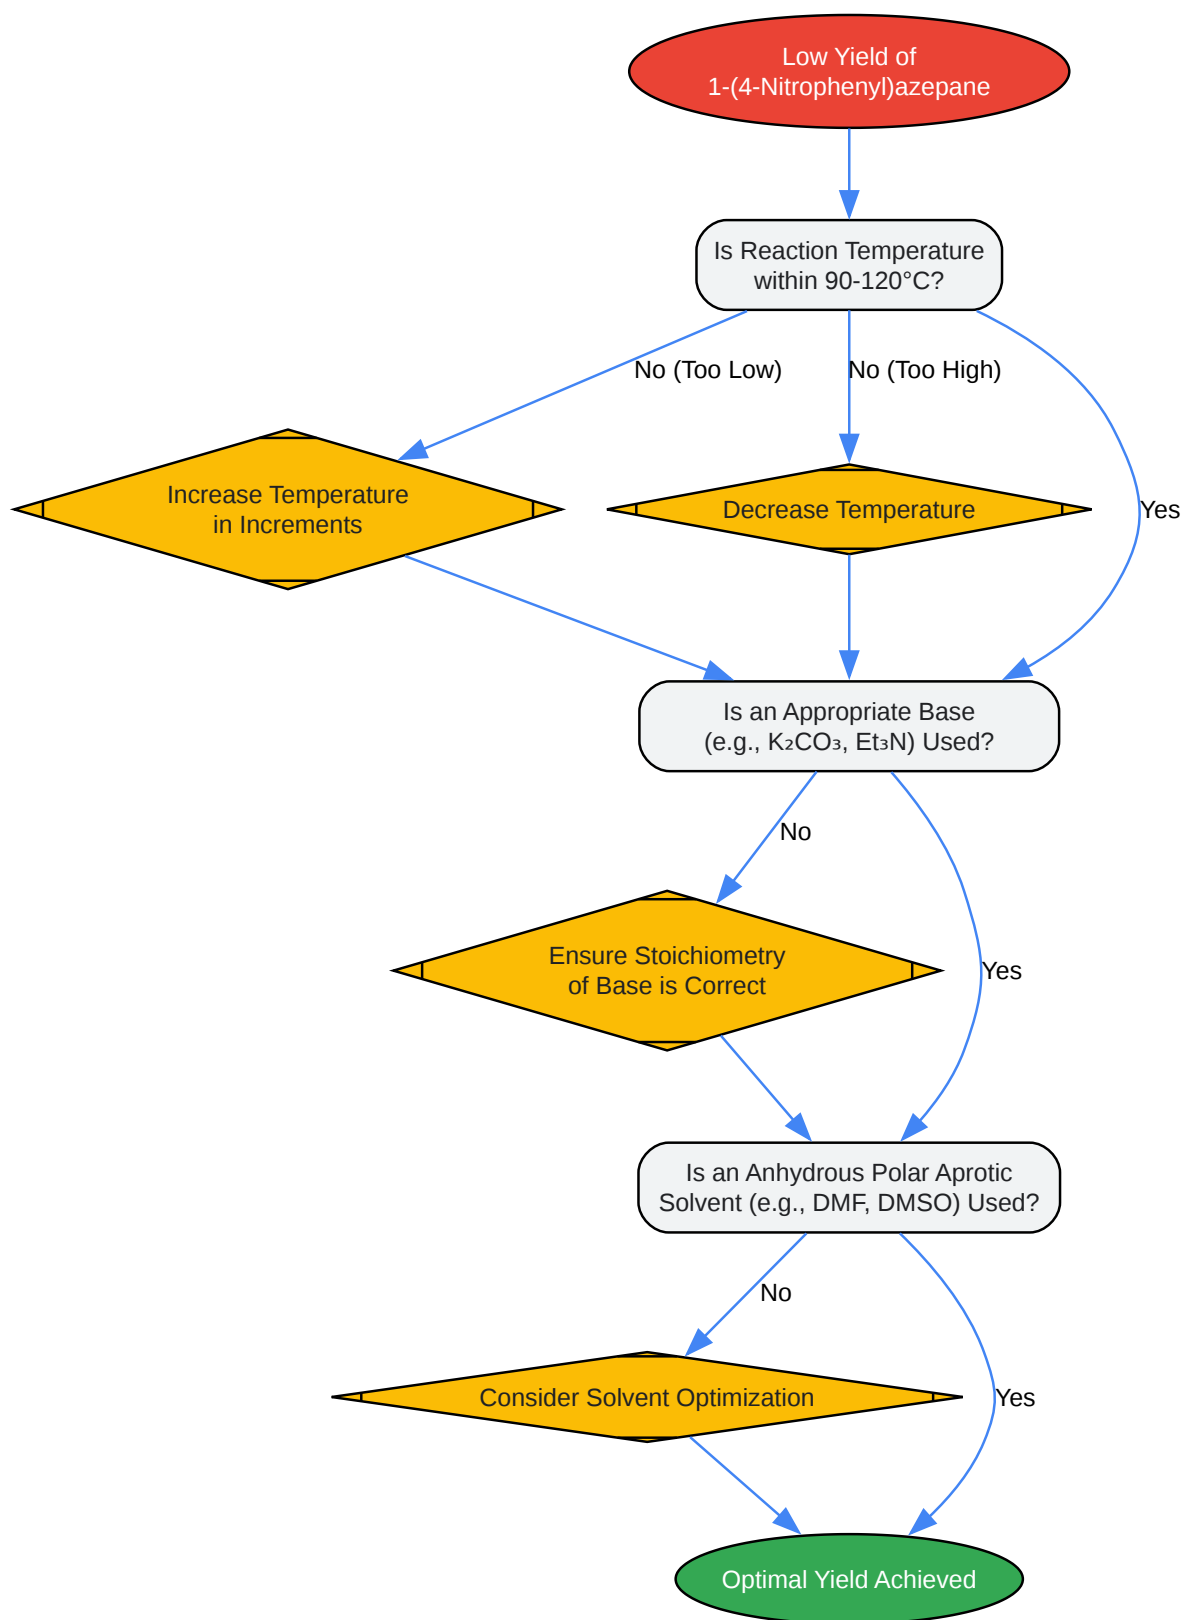 Low Yield of
1-(4-Nitrophenyl)azepane
Is Reaction Temperature
within 90-120°C?
No (Too Low)
No (Too High)
Increase Temperature
in Increments
Decrease Temperature
Yes
Is an Appropriate Base
(e.g., K₂CO₃, Et₃N) Used?
No
Ensure Stoichiometry
of Base is Correct
Yes
Is an Anhydrous Polar Aprotic
Solvent (e.g., DMF, DMSO) Used?
No
Consider Solvent Optimization
Yes
Optimal Yield Achieved